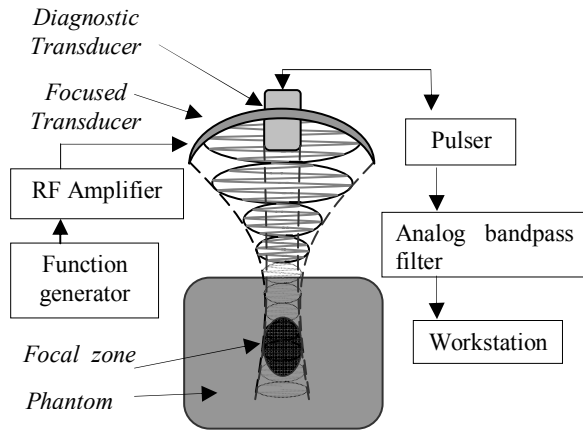 Diagnostic
Transducer
Focused
Transducer
RF Amplifier
Function
generator
Focal zone
Phantom
Pulser
Analog bandpass
filter
Workstation